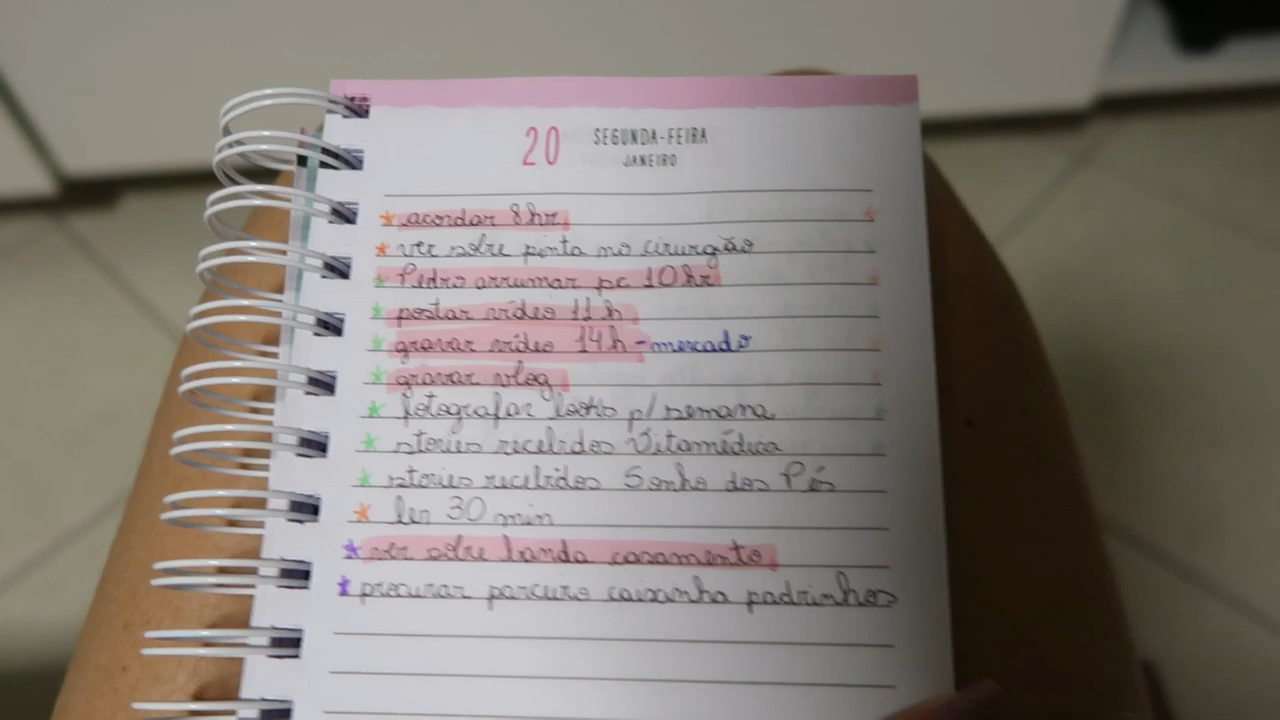 20 SEGUNDA-FEIRA
JANEIRO
acordar 8hr.
ver sobre pinta no cirurgião
Pedro arrumar pc 10hr
postar vídeo 11h
gravar vídeo 14h - mercado
gravar vlog
fotografar looks p/ semana
stories recebidos Vitamédica
stories recebidos Sonho dos Pés
ler 30 min
ver sobre banda casamento
procurar parceiro caixinha padrinhos